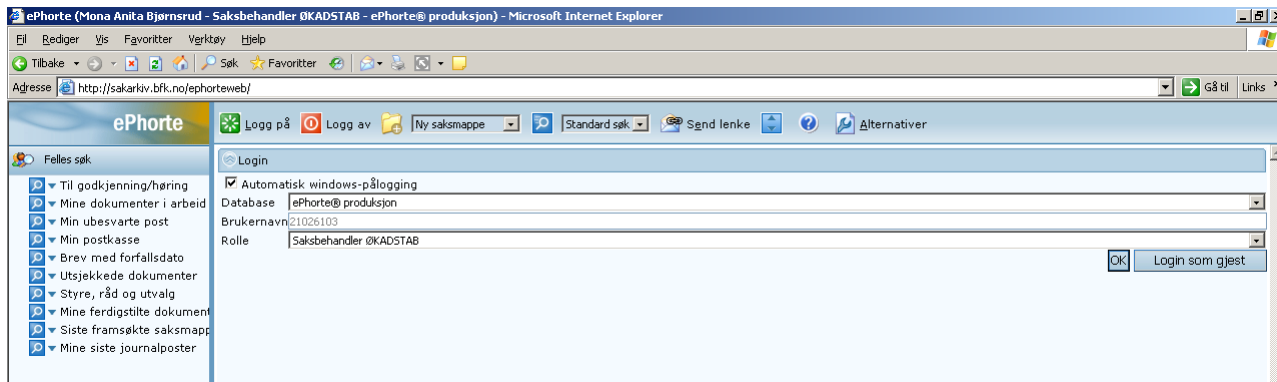 ePhorte (Mona Anita Bjørnsrud - Saksbehandler ØKADSTAB - ePhorte® produksjon) - Microsoft Internet Explorer
Fil Rediger Vis Favoritter Verktøy Hjelp
Tilbake Søk Favoritter
Adresse http://sakarkiv.bfk.no/ephorteweb/ Gå til Links
ePhorte Logg på Logg av Ny saksmappe Standard søk Send lenke Alternativer
Felles søk
Til godkjenning/høring
Mine dokumenter i arbeid
Min ubesvarte post
Min postkasse
Brev med forfallsdato
Utsjekkede dokumenter
Styre, råd og utvalg
Mine ferdigstilte dokument
Siste framsøkte saksmapp
Mine siste journalposter
Login
Automatisk windows-pålogging
Database ePhorte® produksjon
Brukernavn 21026103
Rolle Saksbehandler ØKADSTAB
OK Login som gjest